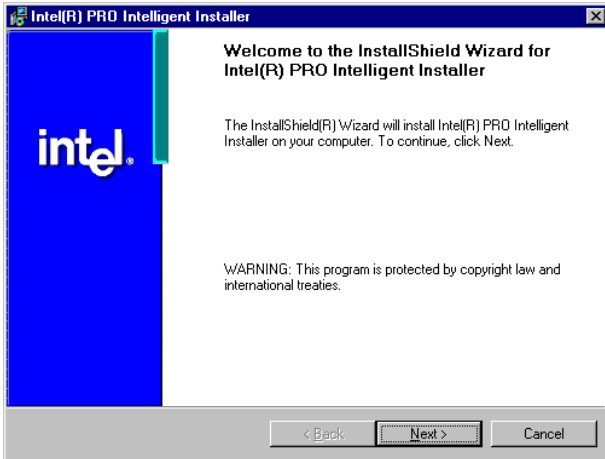 Intel(R) PRO Intelligent Installer
Welcome to the InstallShield Wizard for
Intel(R) PRO Intelligent Installer
The InstallShield(R) Wizard will install Intel(R) PRO Intelligent
Installer on your computer. To continue, click Next.
intel®
WARNING: This program is protected by copyright law and
international treaties.
< Back
Next >
Cancel